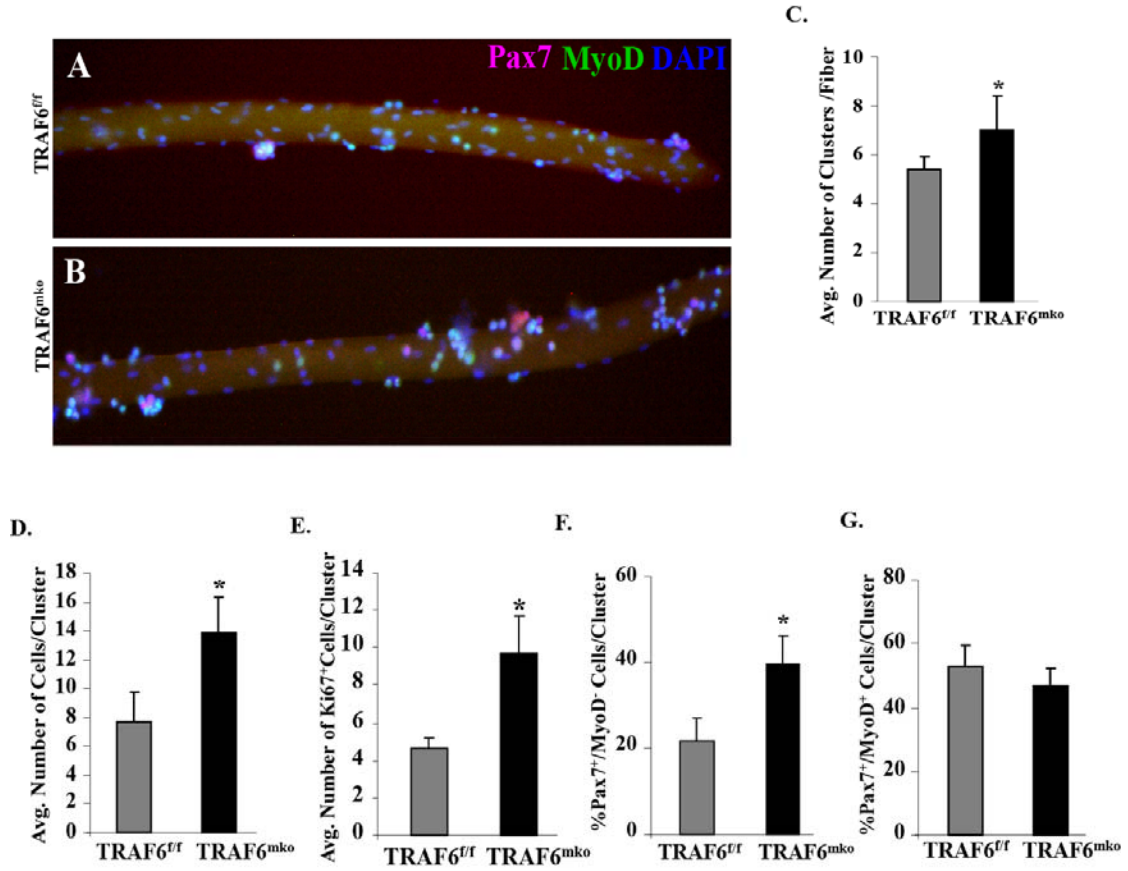 C.
A
Pax7 MyoD DAPI
TRAF6f/f
B
TRAF6mko
Avg. Number of Clusters /Fiber
10
8
6
4
2
0
*
TRAF6f/f TRAF6mko
D.
Avg. Number of Cells/Cluster
18
16
14
12
10
8
6
4
2
0
*
TRAF6f/f TRAF6mko
E.
Avg. Number of Ki67+Cells/Cluster
14
12
10
8
6
4
2
0
*
TRAF6f/f TRAF6mko
F.
%Pax7+/MyoD- Cells/Cluster
60
40
20
0
*
TRAF6f/f TRAF6mko
G.
%Pax7+/MyoD+ Cells/Cluster
80
60
40
20
0
TRAF6f/f TRAF6mko